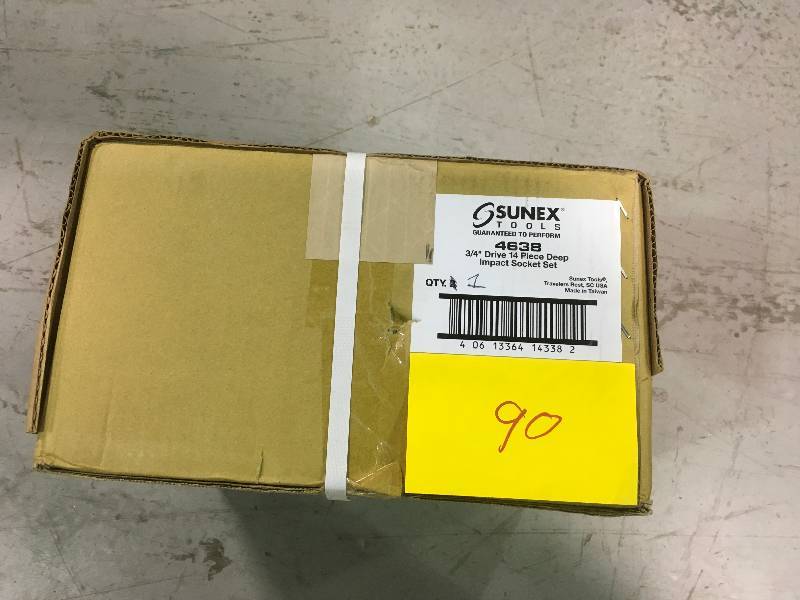 SUNEX®
TOOLS
GUARANTEED TO PERFORM
4638
3/4" Drive 14 Piece Deep
Impact Socket Set
QTY. 1
Sunex Tools®,
Travelers Rest, SC USA
Made in Taiwan
4 06 13364 14338 2
90